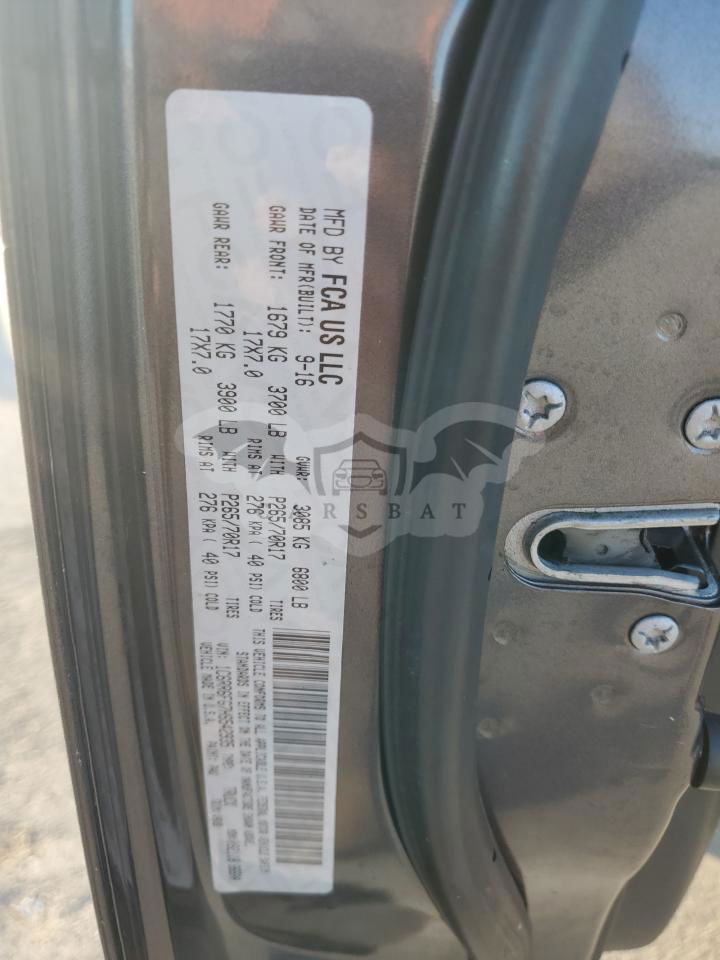 MFD BY FCA US LLC
DATE OF MFR(BUILT): 9-16 GVWR: 3085 KG 6800 LB
GAWR FRONT: 1679 KG 3700 LB WITH P265/70R17 TIRES
17X7.0 RIMS AT 276 KPA ( 40 PSI) COLD
GAWR REAR: 1770 KG 3900 LB WITH P265/70R17 TIRES
17X7.0 RIMS AT 276 KPA ( 40 PSI) COLD
THIS VEHICLE CONFORMS TO ALL APPLICABLE U.S.A. FEDERAL MOTOR VEHICLE SAFETY
STANDARDS IN EFFECT ON THE DATE OF MANUFACTURE SHOWN ABOVE.
VIN: TYPE: TRUCK
VEHICLE MADE IN U.S.A. PAINT:
RSBAT